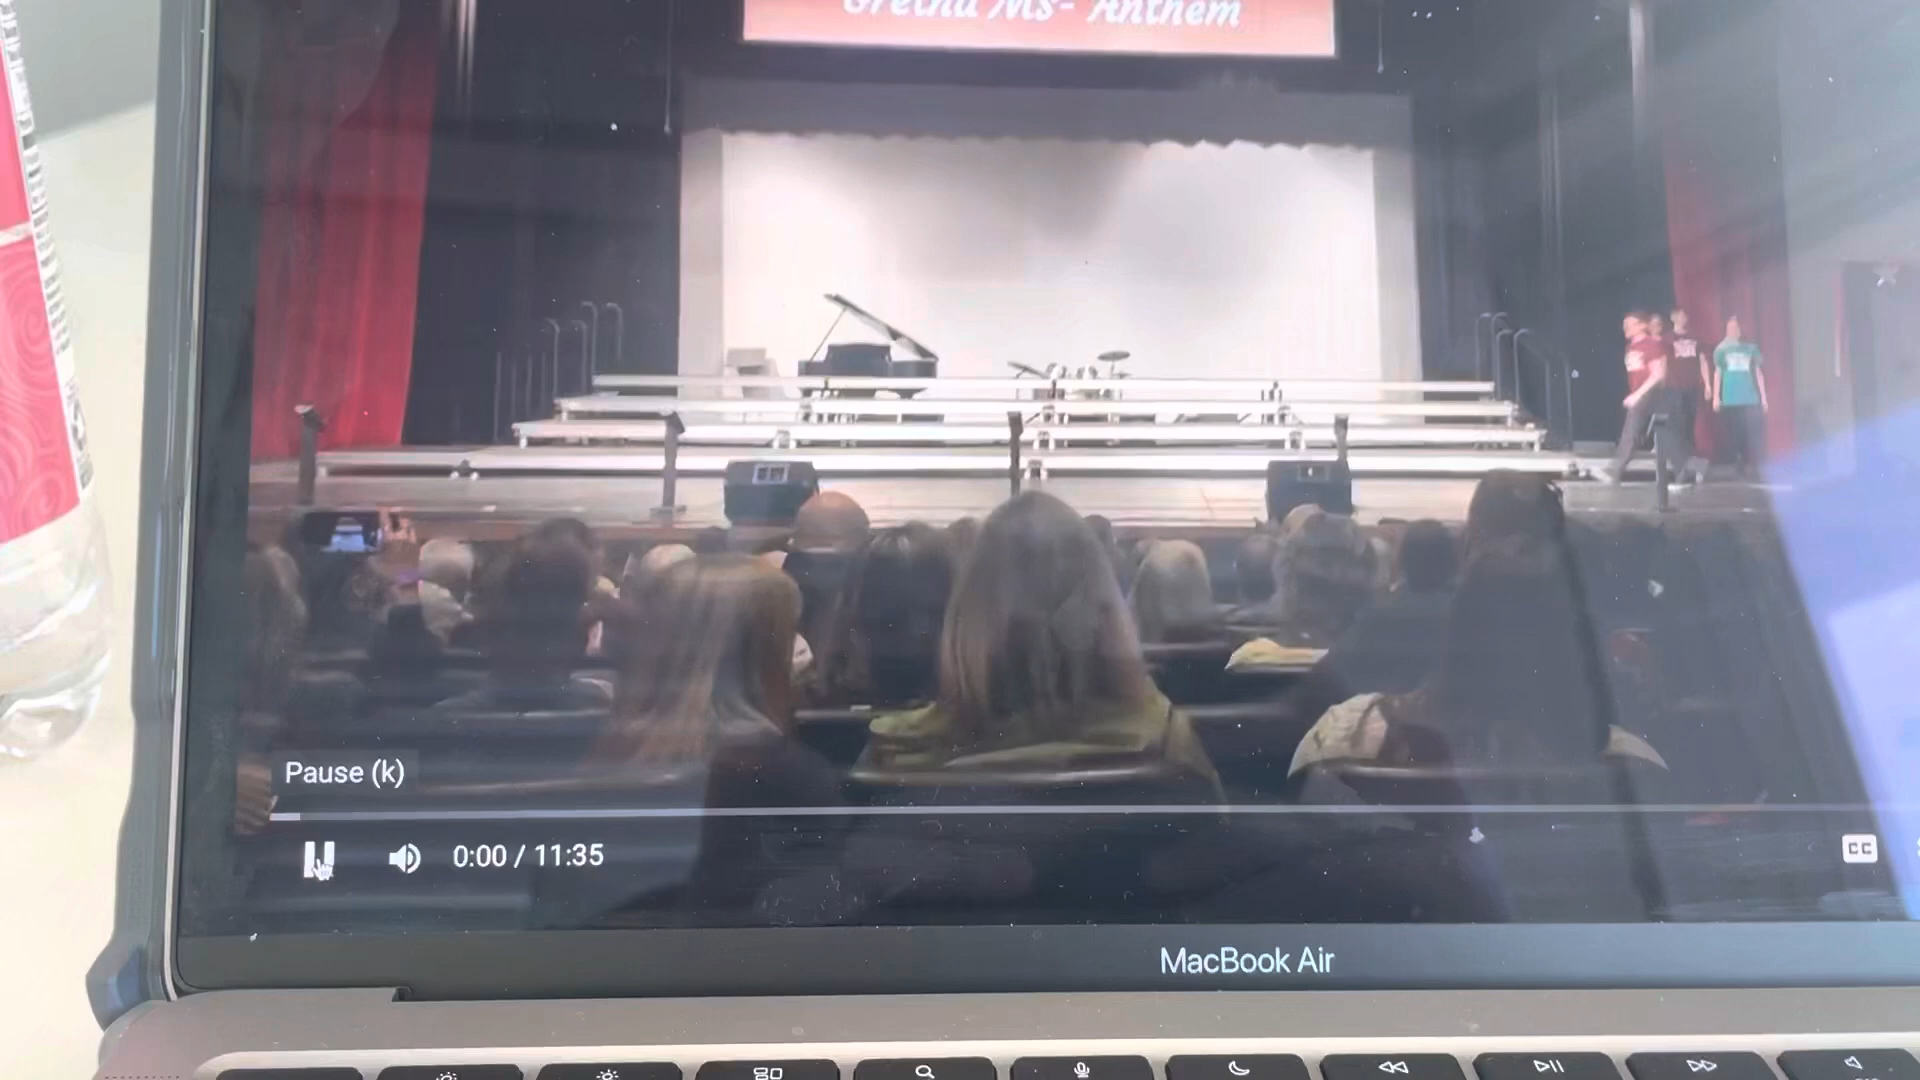 Gretna MS- Anthem
Pause (k)
0:00 / 11:35
CC
MacBook Air